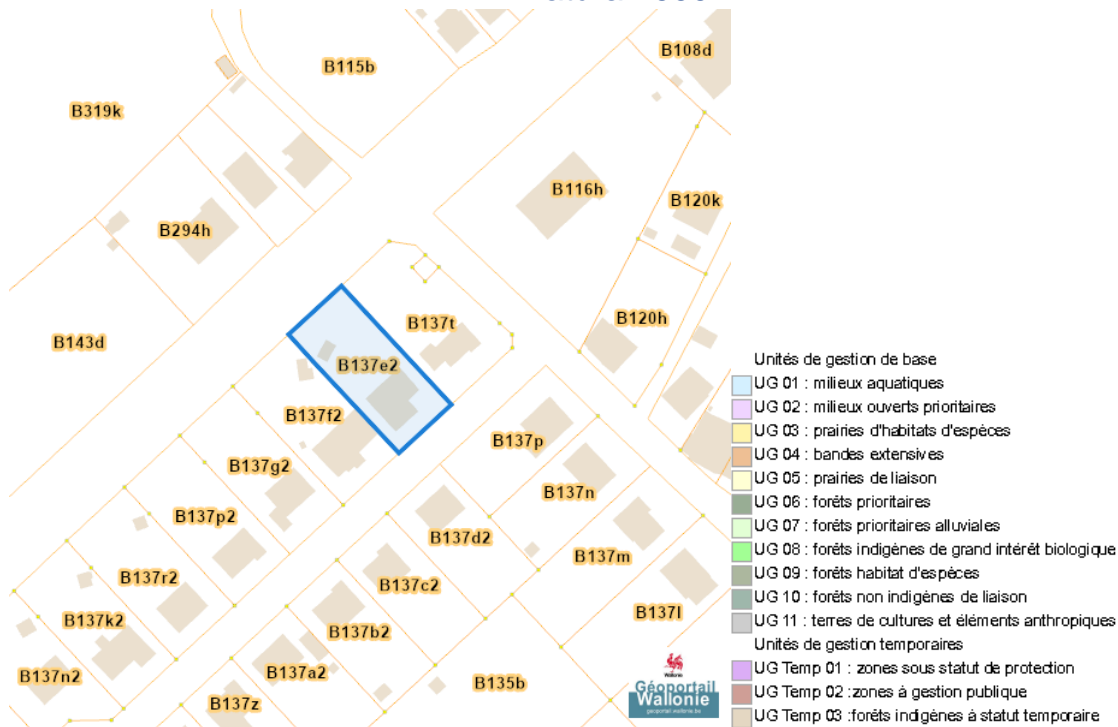 B108d
B115b
B319k
B116h
B120k
B294h
B137t
B120h
B143d
B137e2
B137f2
B137p
B137g2
B137n
B137p2
B137d2
B137m
B137r2
B137c2
B137l
B137k2
B137b2
B137a2
B137n2
B135b
B137z
Wallonie
Géoportail
Wallonie
geoportail.wallonie.be
Unités de gestion de base
UG 01 : milieux aquatiques
UG 02 : milieux ouverts prioritaires
UG 03 : prairies d'habitats d'espèces
UG 04 : bandes extensives
UG 05 : prairies de liaison
UG 06 : forêts prioritaires
UG 07 : forêts prioritaires alluviales
UG 08 : forêts indigènes de grand intérêt biologique
UG 09 : forêts habitat d'espèces
UG 10 : forêts non indigènes de liaison
UG 11 : terres de cultures et éléments anthropiques
Unités de gestion temporaires
UG Temp 01 : zones sous statut de protection
UG Temp 02 :zones à gestion publique
UG Temp 03 :forêts indigènes à statut temporaire